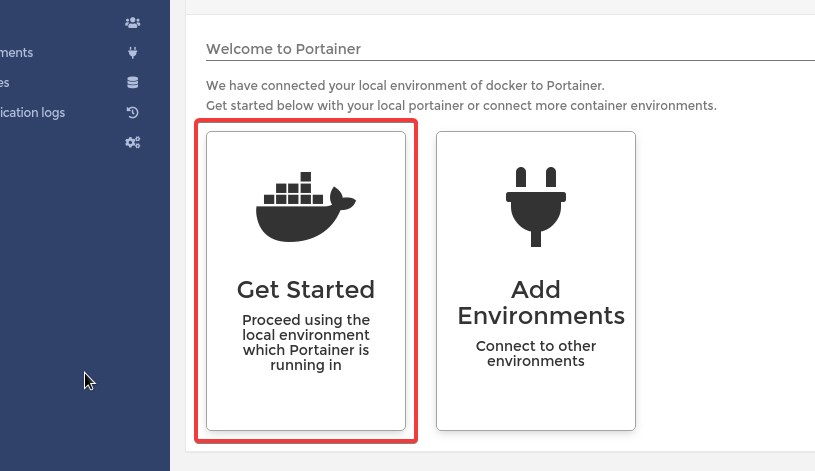 ments
es
ication logs
Welcome to Portainer
We have connected your local environment of docker to Portainer.
Get started below with your local portainer or connect more container environments.
Get Started
Proceed using the
local environment
which Portainer is
running in
Add
Environments
Connect to other
environments